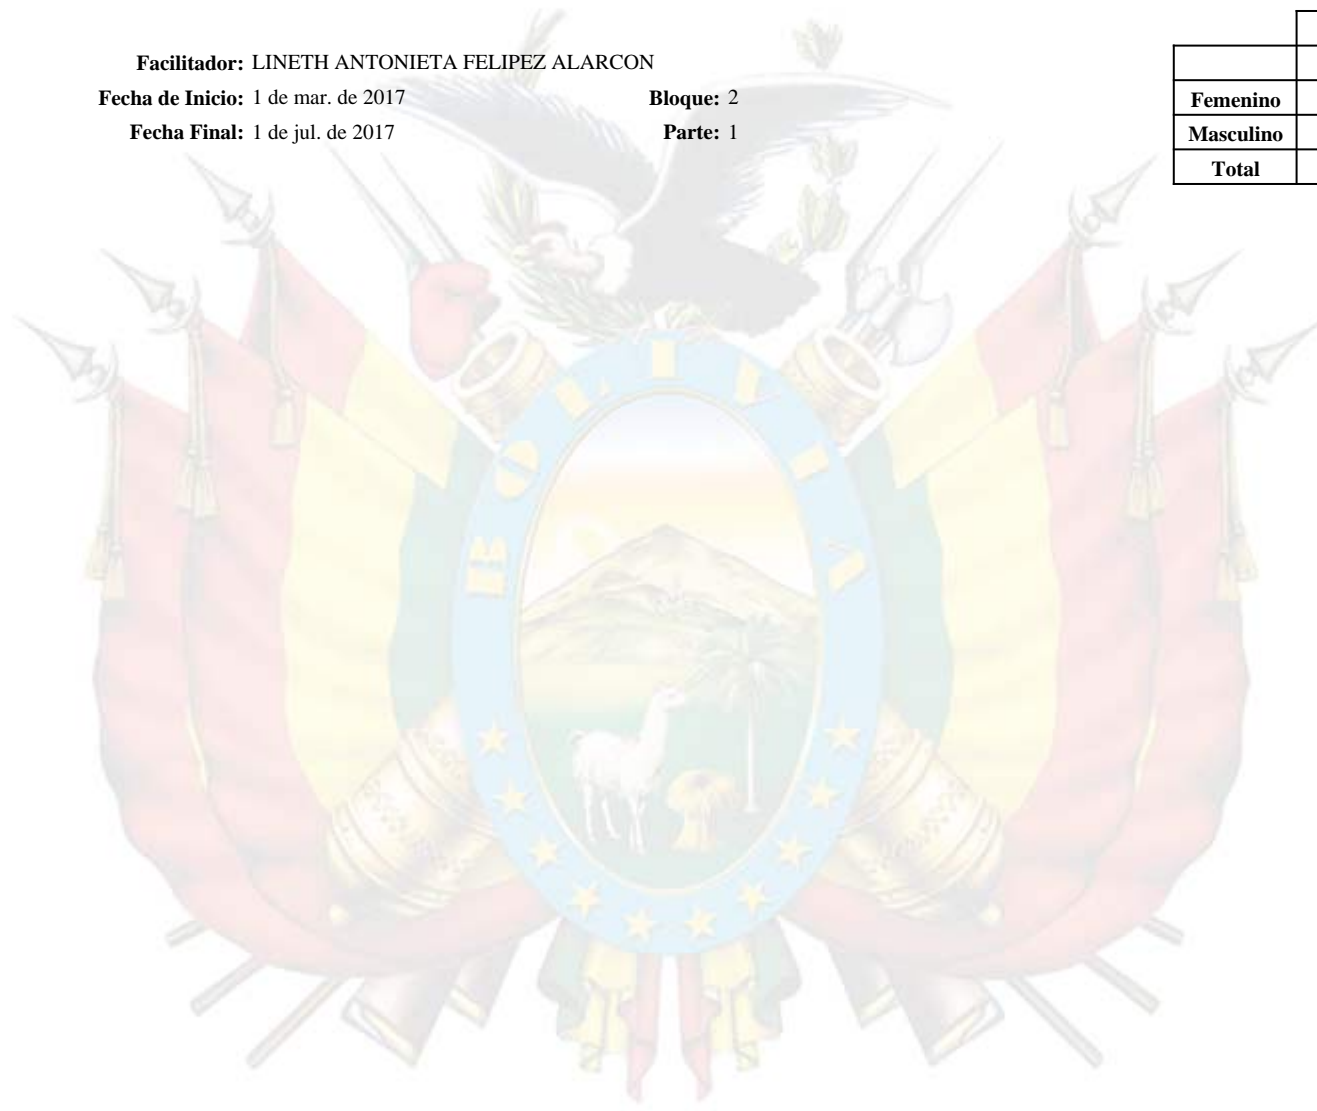 Facilitador: LINETH ANTONIETA FELIPEZ ALARCON
Fecha de Inicio: 1 de mar. de 2017 Bloque: 2
Fecha Final: 1 de jul. de 2017 Parte: 1
Femenino
Masculino
Total
BOLIVIA